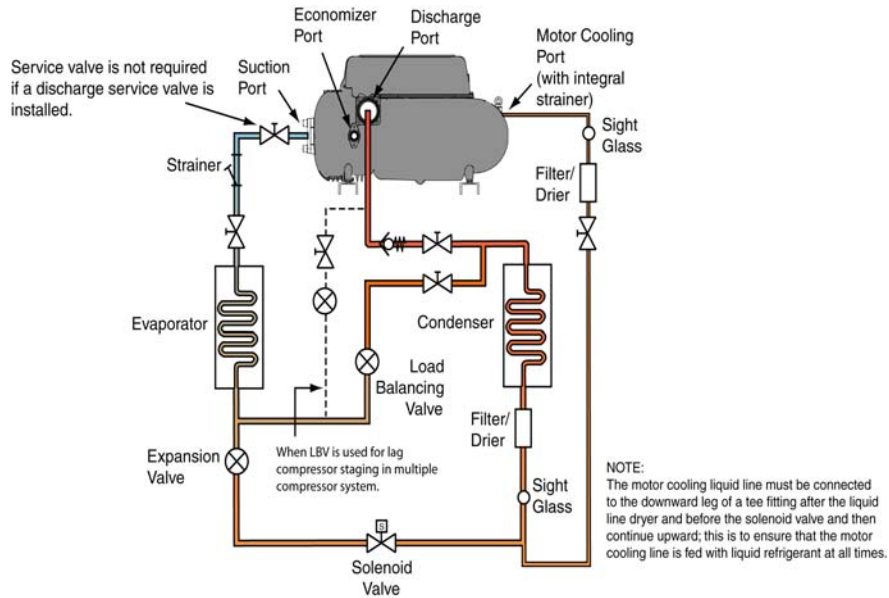 Economizer
Port
Discharge
Port
Motor Cooling
Port
(with integral
strainer)
Service valve is not required
if a discharge service valve is
installed.
Suction
Port
Sight
Glass
Strainer
Filter/
Drier
Evaporator
Condenser
Load
Balancing
Valve
Filter/
Drier
Expansion
Valve
When LBV is used for lag
compressor staging in multiple
compressor system.
Sight
Glass
NOTE:
The motor cooling liquid line must be connected
to the downward leg of a tee fitting after the liquid
line dryer and before the solenoid valve and then
continue upward; this is to ensure that the motor
cooling line is fed with liquid refrigerant at all times.
S
Solenoid
Valve